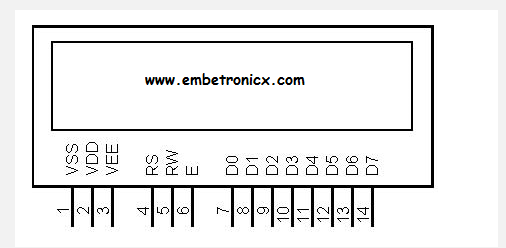 www.embetronicx.com
VSS VDD VEE RS RW E D0 D1 D2 D3 D4 D5 D6 D7
1 2 3 4 5 6 7 8 9 10 11 12 13 14